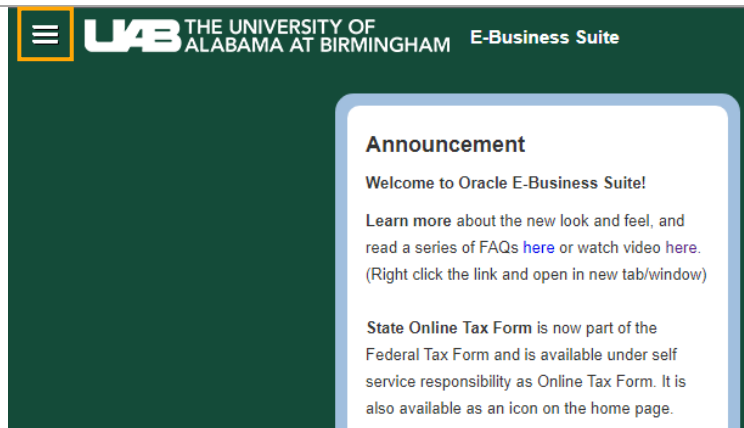 UAB THE UNIVERSITY OF
ALABAMA AT BIRMINGHAM E-Business Suite
Announcement
Welcome to Oracle E-Business Suite!
Learn more about the new look and feel, and
read a series of FAQs here or watch video here.
(Right click the link and open in new tab/window)
State Online Tax Form is now part of the
Federal Tax Form and is available under self
service responsibility as Online Tax Form. It is
also available as an icon on the home page.